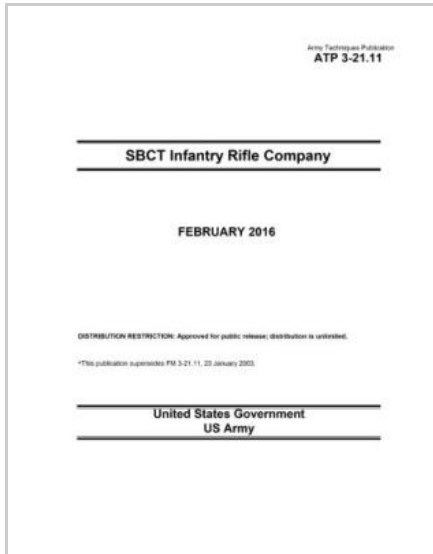 Army Techniques Publication
ATP 3-21.11
SBCT Infantry Rifle Company
FEBRUARY 2016
DISTRIBUTION RESTRICTION: Approved for public release; distribution is unlimited.
*This publication supersedes FM 3-21.11, 23 January 2003.
United States Government
US Army